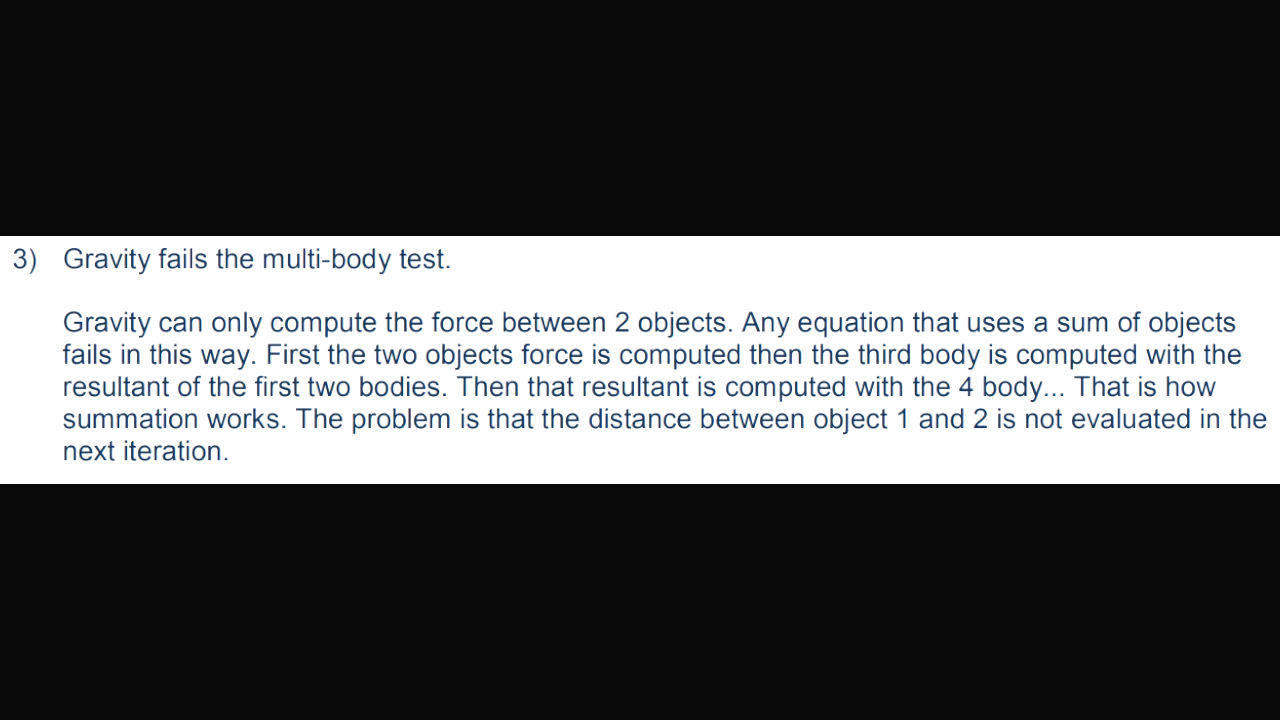 3) Gravity fails the multi-body test.
Gravity can only compute the force between 2 objects. Any equation that uses a sum of objects
fails in this way. First the two objects force is computed then the third body is computed with the
resultant of the first two bodies. Then that resultant is computed with the 4 body... That is how
summation works. The problem is that the distance between object 1 and 2 is not evaluated in the
next iteration.